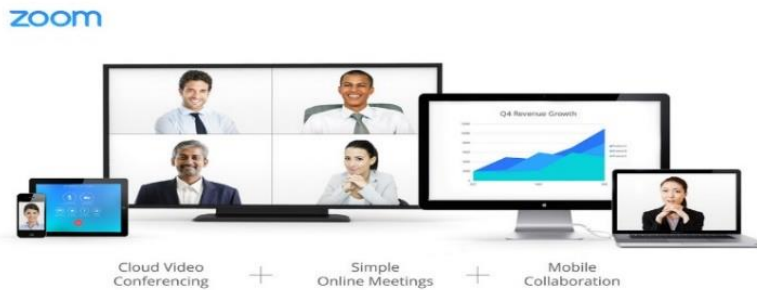 zoom
Q4 Revenue Growth
Cloud Video
Conferencing
+
Simple
Online Meetings
+
Mobile
Collaboration